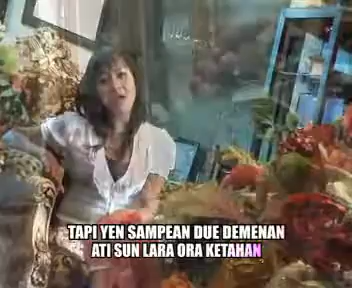 TAPI YEN SAMPEAN DUE DEMENAN
ATI SUN LARA ORA KETAHAN